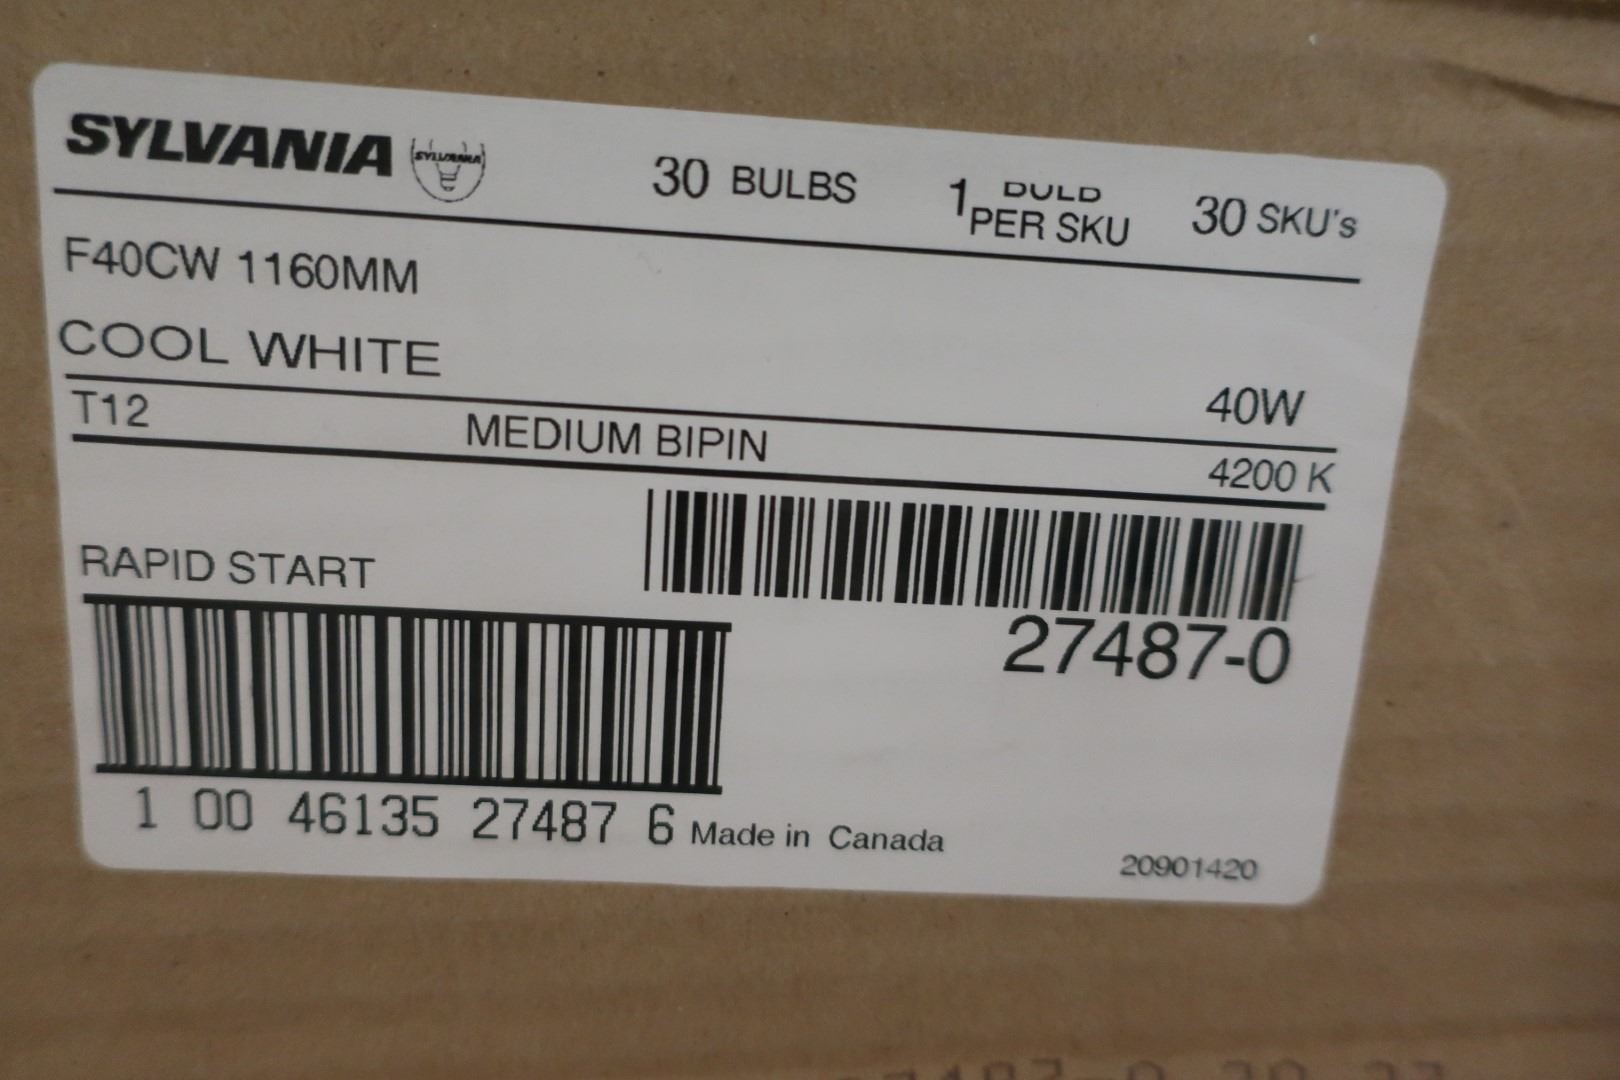 SYLVANIA SYLVANIA 30 BULBS 1 BULB PER SKU 30 SKU's
F40CW 1160MM
COOL WHITE 40W
T12 MEDIUM BIPIN 4200 K
RAPID START
27487-0
1 00 46135 27487 6 Made in Canada
20901420